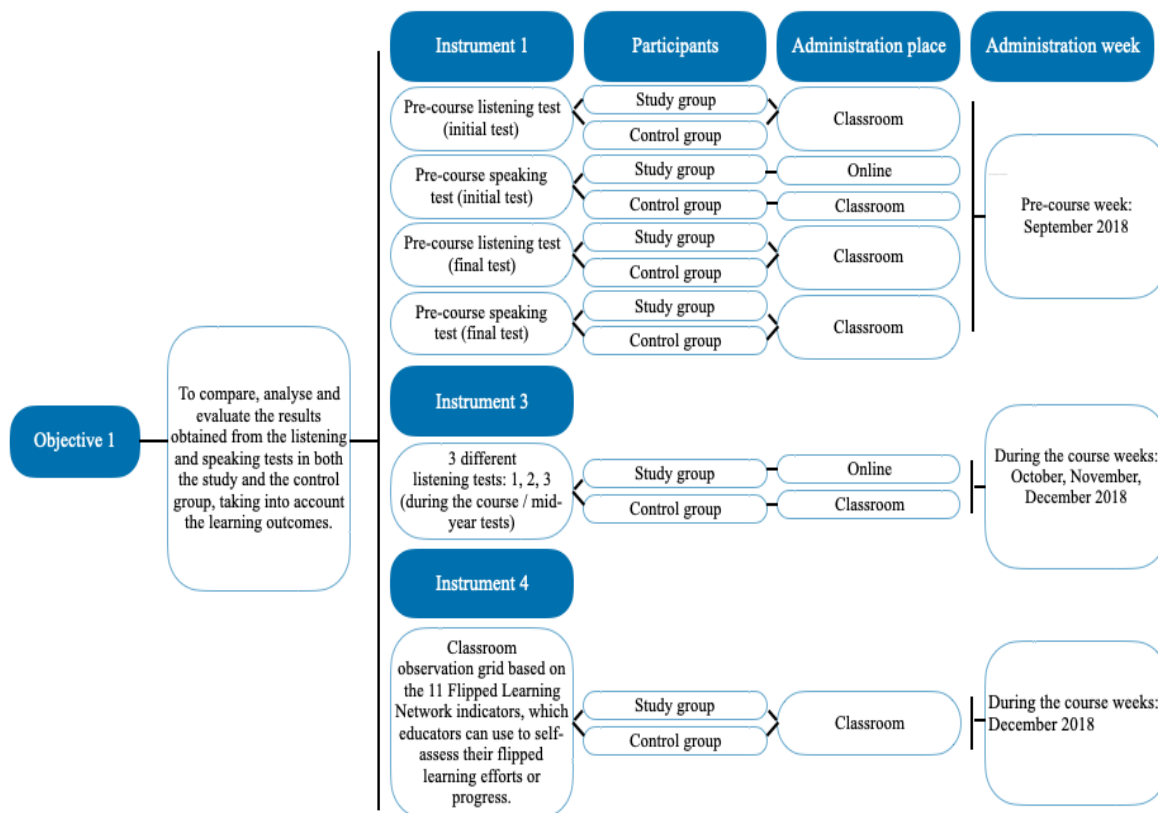 Instrument 1
Participants
Administration place
Administration week
Pre-course listening test
(initial test)
Study group
Control group
Classroom
Pre-course speaking
test (initial test)
Study group
Online
Control group
Classroom
Pre-course listening test
(final test)
Study group
Control group
Classroom
Pre-course speaking
test (final test)
Study group
Control group
Classroom
Pre-course week:
September 2018
Objective 1
To compare, analyse and
evaluate the results
obtained from the listening
and speaking tests in both
the study and the control
group, taking into account
the learning outcomes.
Instrument 3
3 different
listening tests: 1, 2, 3
(during the course / mid-
year tests)
Study group
Online
Control group
Classroom
During the course weeks:
October, November,
December 2018
Instrument 4
Classroom
observation grid based on
the 11 Flipped Learning
Network indicators, which
educators can use to self-
assess their flipped
learning efforts or
progress.
Study group
Control group
Classroom
During the course weeks:
December 2018